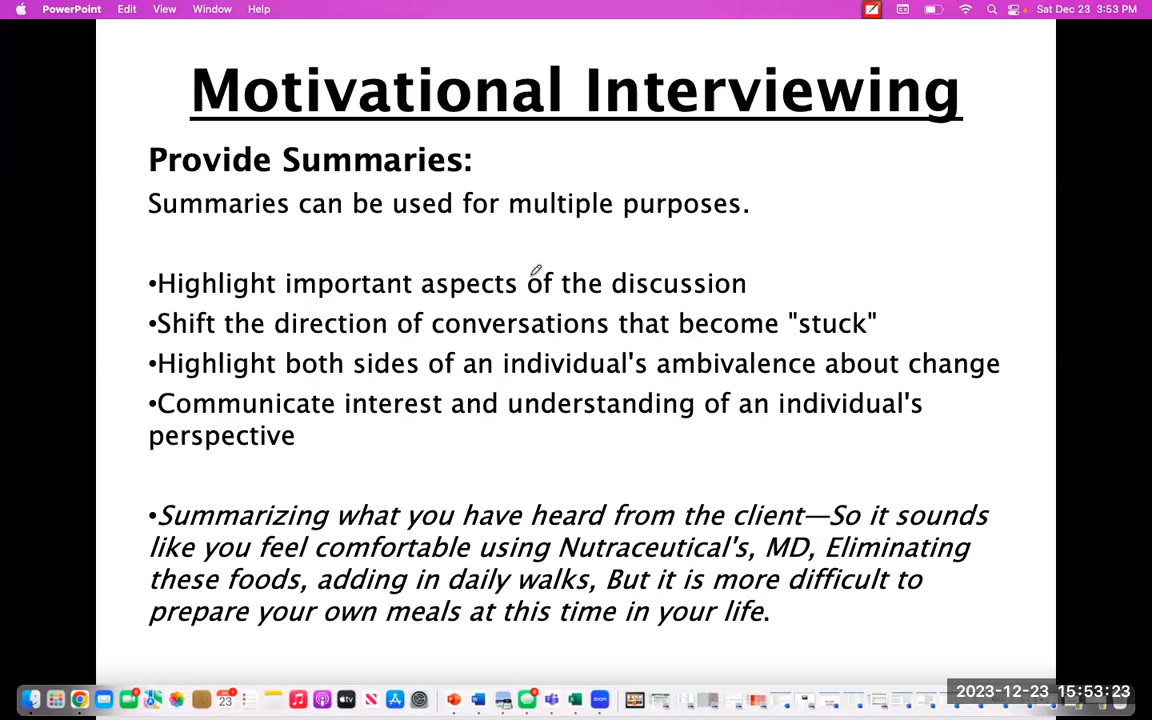 PowerPoint Edit View Window Help Sat Dec 23 3:53 PM
Motivational Interviewing
Provide Summaries:
Summaries can be used for multiple purposes.
•Highlight important aspects of the discussion
•Shift the direction of conversations that become "stuck"
•Highlight both sides of an individual's ambivalence about change
•Communicate interest and understanding of an individual's
perspective
•Summarizing what you have heard from the client—So it sounds
like you feel comfortable using Nutraceutical's, MD, Eliminating
these foods, adding in daily walks, But it is more difficult to
prepare your own meals at this time in your life.
23
2023-12-23 15:53:23